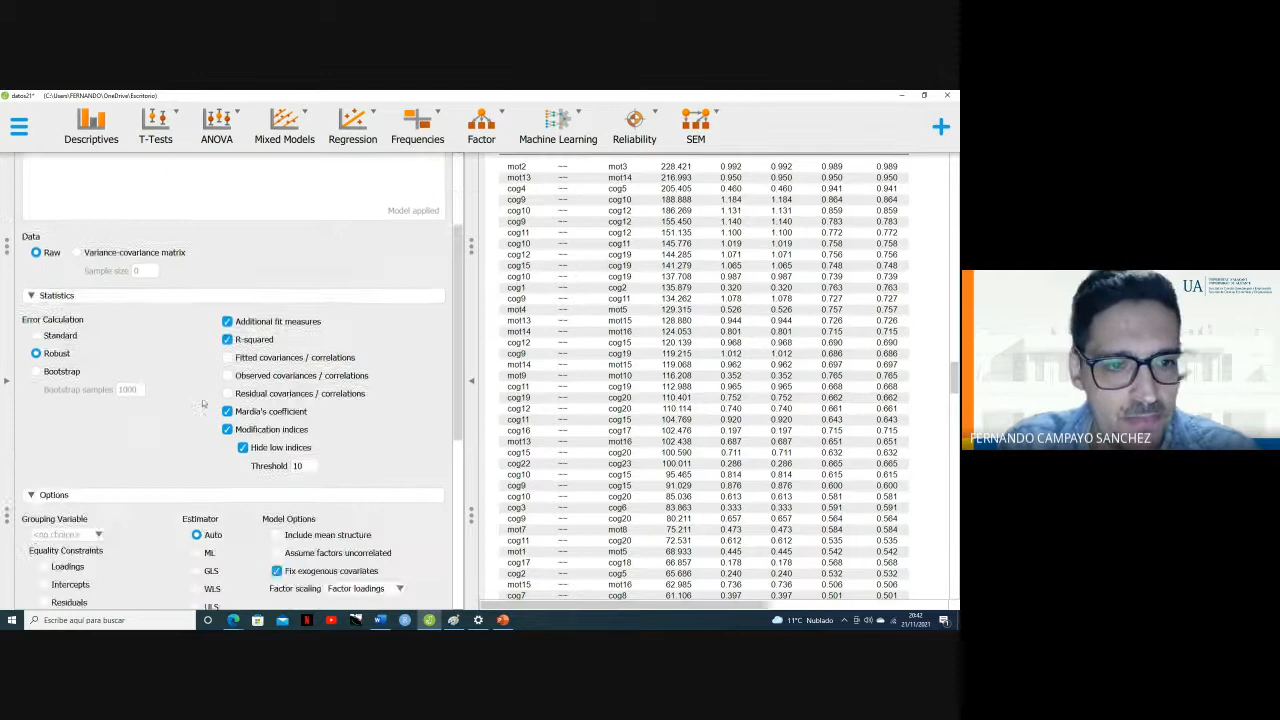 datos21* (C:\Users\FERNANDO\OneDrive\Escritorio)
Descriptives T-Tests ANOVA Mixed Models Regression Frequencies Factor Machine Learning Reliability SEM
Model applied
Data
Raw Variance-covariance matrix
Sample size 0
Statistics
Error Calculation
Standard
Robust
Bootstrap
Bootstrap samples 1000
Additional fit measures
R-squared
Fitted covariances / correlations
Observed covariances / correlations
Residual covariances / correlations
Mardia's coefficient
Modification indices
Hide low indices
Threshold 10
Options
Grouping Variable
<no choice>
Equality Constraints
Loadings
Intercepts
Residuals
Estimator
Auto
ML
GLS
WLS
ULS
Model Options
Include mean structure
Assume factors uncorrelated
Fix exogenous covariates
Factor scaling Factor loadings
mot2 ~~ mot3 228.421 0.992 0.992 0.989 0.989
mot13 ~~ mot14 216.993 0.950 0.950 0.950 0.950
cog4 ~~ cog5 205.405 0.460 0.460 0.941 0.941
cog9 ~~ cog10 188.888 1.184 1.184 0.864 0.864
cog10 ~~ cog12 186.269 1.131 1.131 0.859 0.859
cog9 ~~ cog12 155.450 1.140 1.140 0.783 0.783
cog11 ~~ cog12 151.135 1.100 1.100 0.772 0.772
cog10 ~~ cog11 145.776 1.019 1.019 0.758 0.758
cog12 ~~ cog19 144.285 1.071 1.071 0.756 0.756
cog15 ~~ cog19 141.279 1.065 1.065 0.748 0.748
cog10 ~~ cog19 137.708 0.987 0.987 0.739 0.739
cog1 ~~ cog2 135.873 0.320 0.320 0.763 0.763
cog9 ~~ cog11 134.262 1.078 1.078 0.727 0.727
mot4 ~~ mot5 129.315 0.526 0.526 0.757 0.757
mot13 ~~ mot15 128.880 0.944 0.944 0.726 0.726
mot14 ~~ mot16 124.053 0.801 0.801 0.715 0.715
cog12 ~~ cog15 120.139 0.968 0.968 0.690 0.690
cog9 ~~ cog19 119.215 1.012 1.012 0.686 0.686
mot14 ~~ mot15 119.068 0.962 0.962 0.697 0.697
mot9 ~~ mot10 116.208 0.352 0.352 0.765 0.765
cog11 ~~ cog19 112.988 0.965 0.965 0.668 0.668
cog19 ~~ cog20 110.401 0.752 0.752 0.662 0.662
cog12 ~~ cog20 110.114 0.740 0.740 0.661 0.661
cog11 ~~ cog15 104.769 0.920 0.920 0.643 0.643
cog16 ~~ cog17 102.476 0.197 0.197 0.715 0.715
mot13 ~~ mot16 102.438 0.687 0.687 0.651 0.651
cog15 ~~ cog20 100.590 0.711 0.711 0.632 0.632
cog22 ~~ cog23 100.011 0.286 0.286 0.665 0.665
cog10 ~~ cog15 95.465 0.814 0.814 0.615 0.615
cog9 ~~ cog15 91.029 0.876 0.876 0.600 0.600
cog10 ~~ cog20 85.036 0.613 0.613 0.581 0.581
cog3 ~~ cog6 83.863 0.333 0.333 0.591 0.591
cog9 ~~ cog20 80.211 0.657 0.657 0.564 0.564
mot7 ~~ mot8 75.211 0.473 0.473 0.584 0.584
cog11 ~~ cog20 72.531 0.612 0.612 0.535 0.535
mot1 ~~ mot5 68.933 0.445 0.445 0.542 0.542
cog17 ~~ cog18 66.857 0.178 0.178 0.568 0.568
cog2 ~~ cog5 65.686 0.240 0.240 0.532 0.532
mot15 ~~ mot16 62.985 0.736 0.736 0.506 0.506
cog7 ~~ cog8 61.106 0.397 0.397 0.501 0.501
Escribe aquí para buscar
11°C Nublado
20:42
21/11/2021
UA
FERNANDO CAMPAYO SANCHEZ